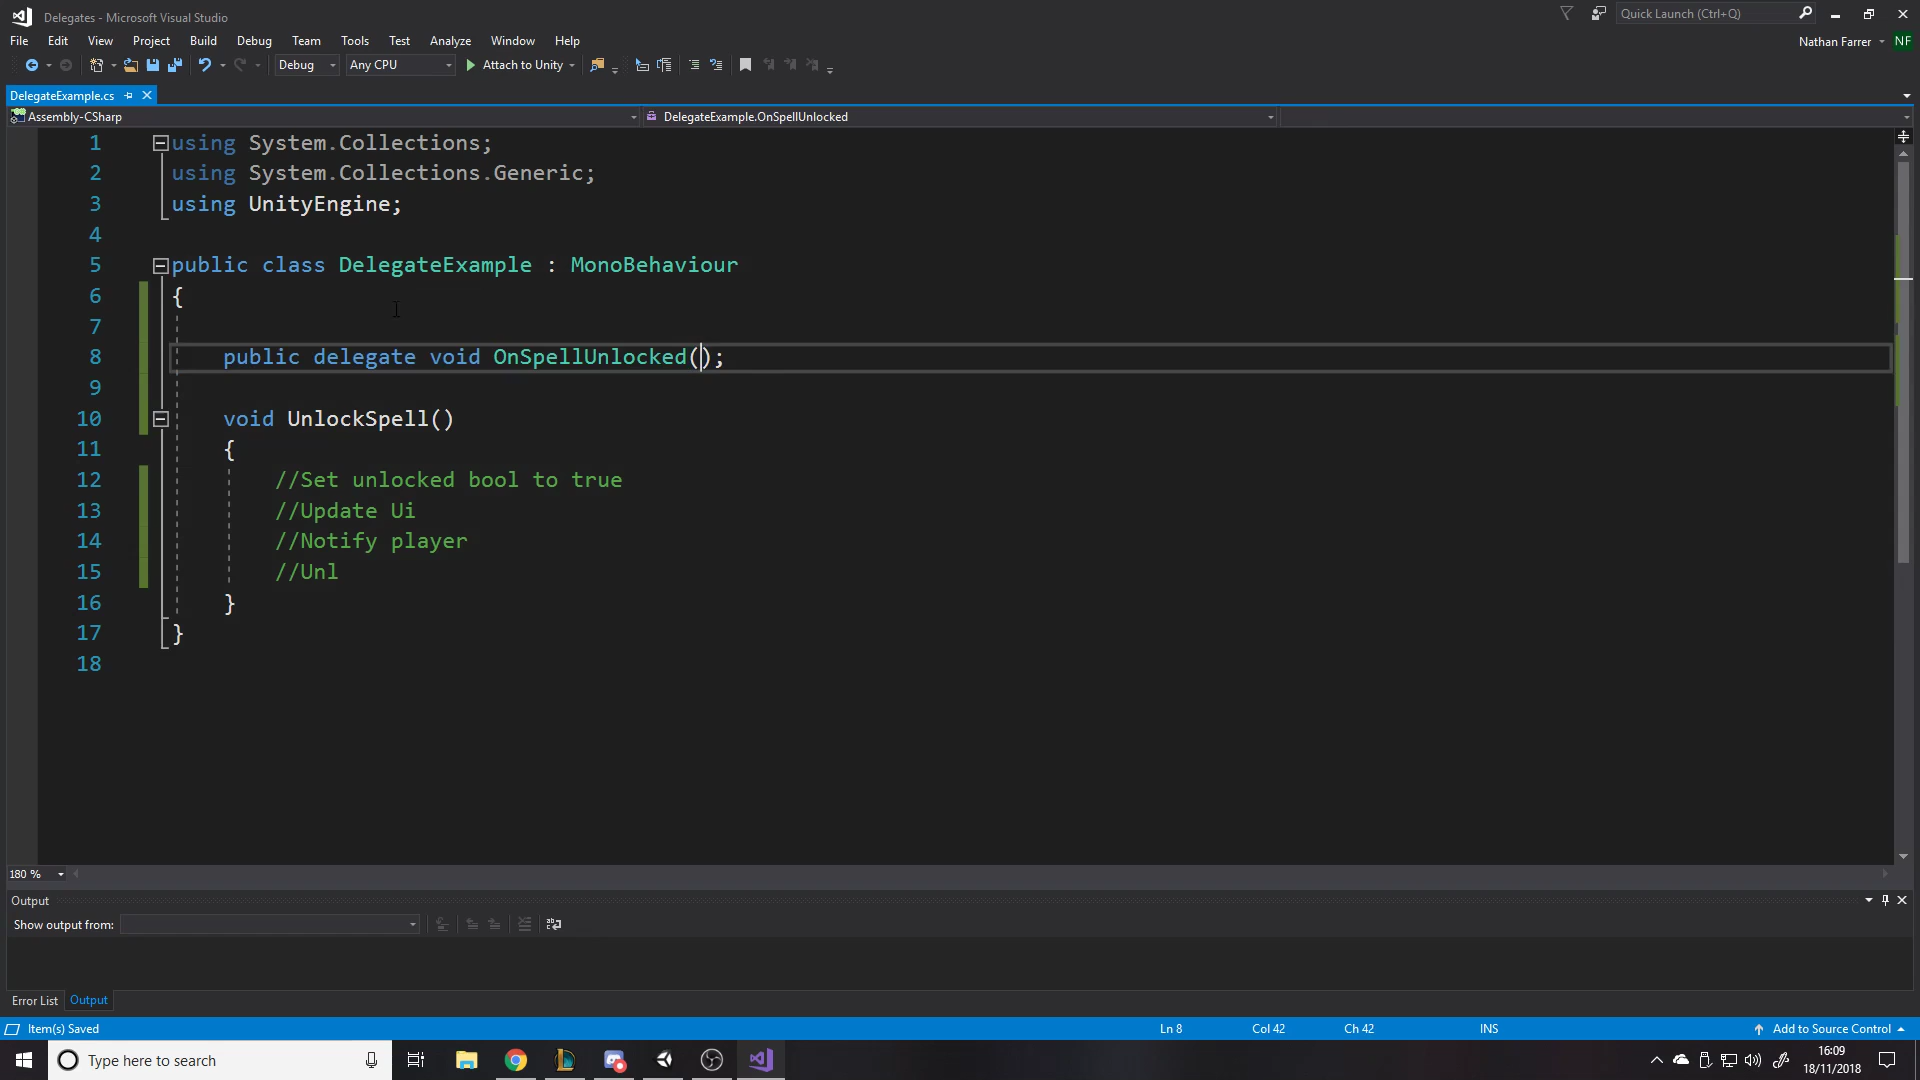 Delegates - Microsoft Visual Studio
Quick Launch (Ctrl+Q)
File Edit View Project Build Debug Team Tools Test Analyze Window Help
Nathan Farrer NF
Debug Any CPU Attach to Unity
DelegateExample.cs
Assembly-CSharp DelegateExample.OnSpellUnlocked
1 using System.Collections;
2 using System.Collections.Generic;
3 using UnityEngine;
4
5 public class DelegateExample : MonoBehaviour
6 {
7
8 public delegate void OnSpellUnlocked();
9
10 void UnlockSpell()
11 {
12 //Set unlocked bool to true
13 //Update Ui
14 //Notify player
15 //Unl
16 }
17 }
18
180 %
Output
Show output from:
Error List Output
Item(s) Saved Ln 8 Col 42 Ch 42 INS Add to Source Control
Type here to search
16:09
18/11/2018